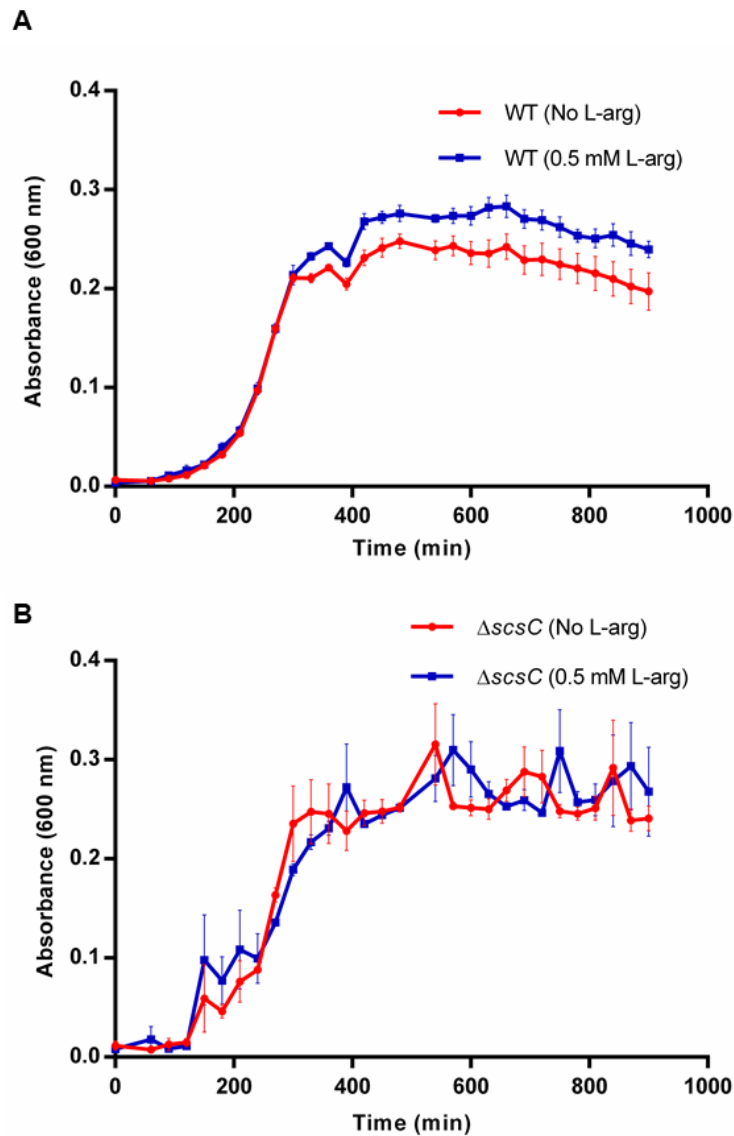 A
0.4
0.3
0.2
0.1
0.0
Absorbance (600 nm)
WT (No L-arg)
WT (0.5 mM L-arg)
0 200 400 600 800 1000
Time (min)
B
ΔscsC (No L-arg)
ΔscsC (0.5 mM L-arg)
0.4
0.3
0.2
0.1
0.0
Absorbance (600 nm)
0 200 400 600 800 1000
Time (min)